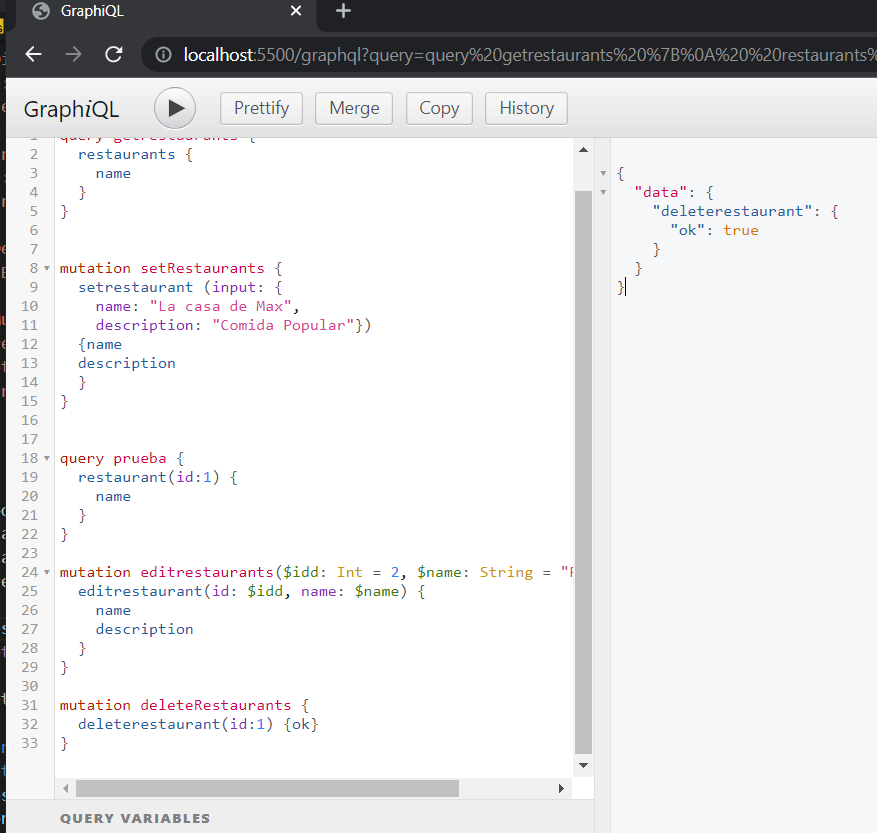 GraphiQL
localhost:5500/graphql?query=query%20getrestaurants%20%7B%0A%20%20restaurants%
GraphiQL Prettify Merge Copy History
1 query getrestaurants {
2 restaurants {
3 name
4 }
5 }
6
7
8 mutation setRestaurants {
9 setrestaurant (input: {
10 name: "La casa de Max",
11 description: "Comida Popular"})
12 {name
13 description
14 }
15 }
16
17
18 query prueba {
19 restaurant(id:1) {
20 name
21 }
22 }
23
24 mutation editrestaurants($idd: Int = 2, $name: String = "
25 editrestaurant(id: $idd, name: $name) {
26 name
27 description
28 }
29 }
30
31 mutation deleteRestaurants {
32 deleterestaurant(id:1) {ok}
33 }
QUERY VARIABLES
{
"data": {
"deleterestaurant": {
"ok": true
}
}
}